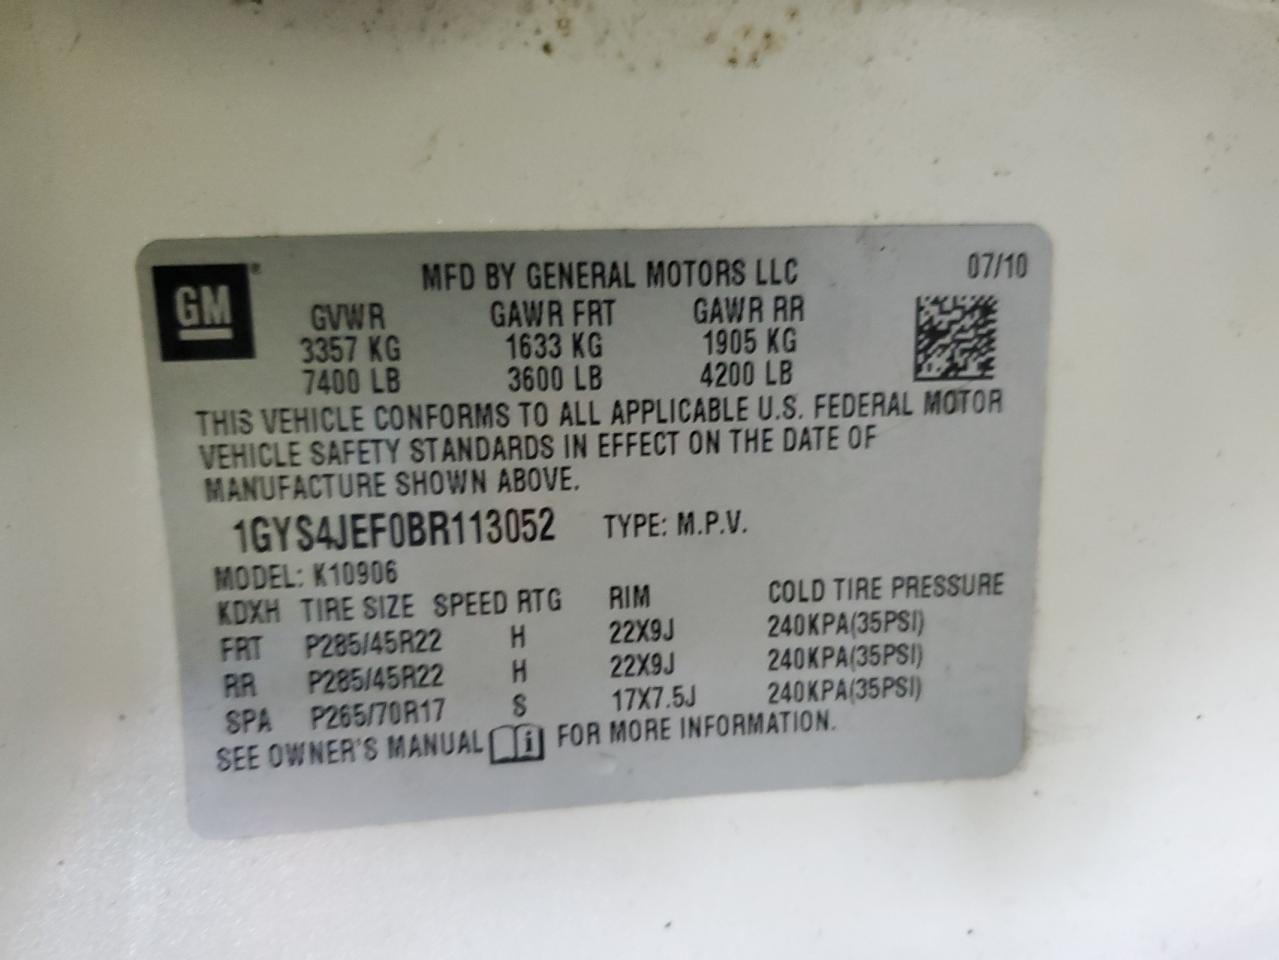 GM
MFD BY GENERAL MOTORS LLC 07/10
GVWR GAWR FRT GAWR RR
3357 KG 1633 KG 1905 KG
7400 LB 3600 LB 4200 LB
THIS VEHICLE CONFORMS TO ALL APPLICABLE U.S. FEDERAL MOTOR
VEHICLE SAFETY STANDARDS IN EFFECT ON THE DATE OF
MANUFACTURE SHOWN ABOVE.
1GYS4JEF0BR113052 TYPE: M.P.V.
MODEL: K10906
KDXH TIRE SIZE SPEED RTG RIM COLD TIRE PRESSURE
FRT P285/45R22 H 22X9J 240KPA(35PSI)
RR P285/45R22 H 22X9J 240KPA(35PSI)
SPA P265/70R17 S 17X7.5J 240KPA(35PSI)
SEE OWNER'S MANUAL i FOR MORE INFORMATION.